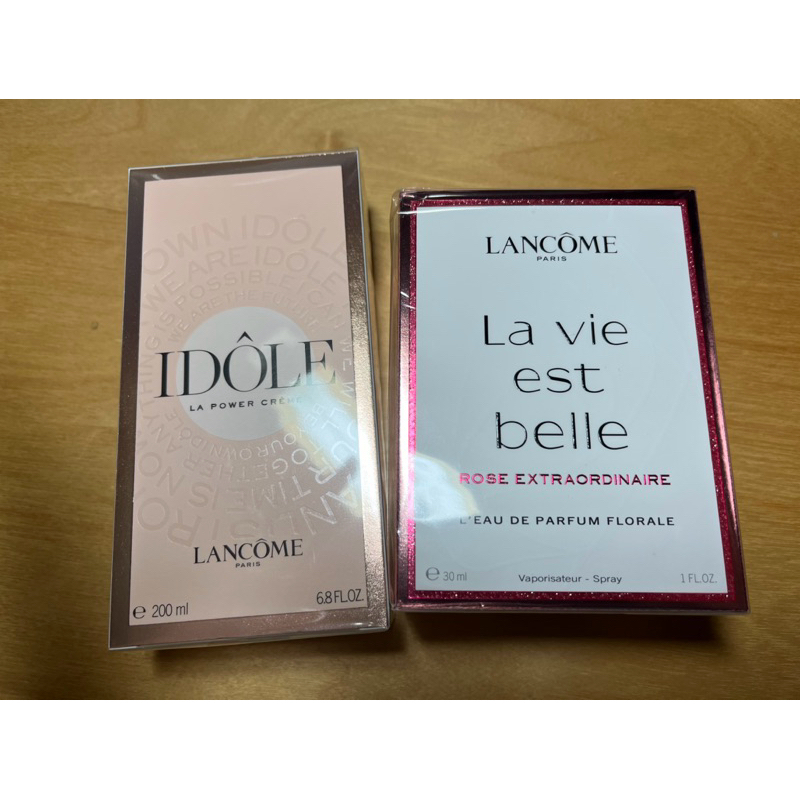 IDÔLE
LA POWER CRÈME
LANCÔME
PARIS
e 200 ml
6.8 FL.OZ.
LANCÔME
PARIS
La vie
est
belle
ROSE EXTRAORDINAIRE
L'EAU DE PARFUM FLORALE
e 30 ml
Vaporisateur - Spray
1 FL.OZ.